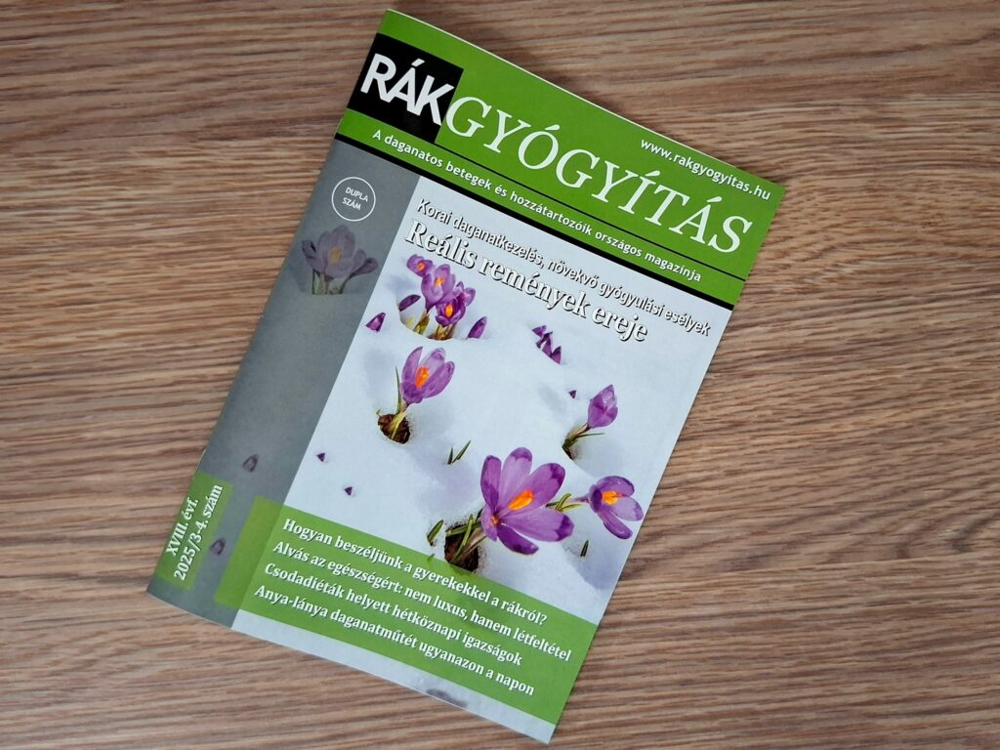 RÁKGYÓGYÍTÁS
www.rakgyogyitas.hu
A daganatos betegek és hozzátartozóik országos magazinja
DUPLA
SZÁM
Korai daganatkezelés, növekvő gyógyulási esélyek
Reális remények ereje
XVIII. évf.
2025/3-4. szám
Hogyan beszéljünk a gyerekekkel a rákról?
Alvás az egészségért: nem luxus, hanem létfeltétel
Csodadiéták helyett hétköznapi igazságok
Anya-lánya daganatműtét ugyanazon a napon